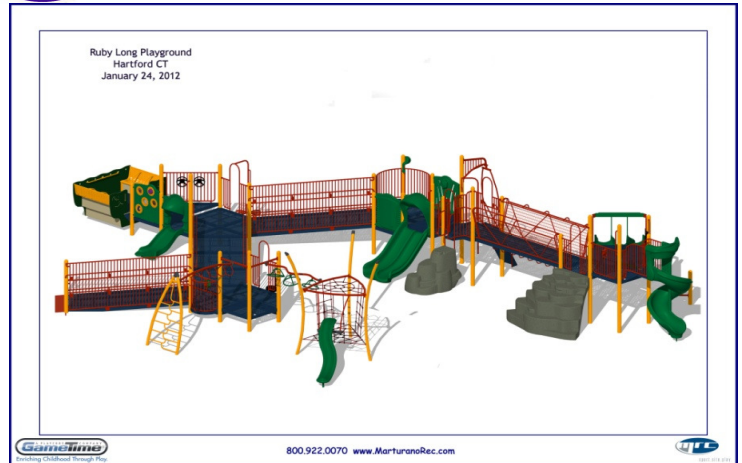 Ruby Long Playground
Hartford CT
January 24, 2012
GameTime
Enriching Childhood Through Play.
800.922.0070 www.MarturanoRec.com
mrc